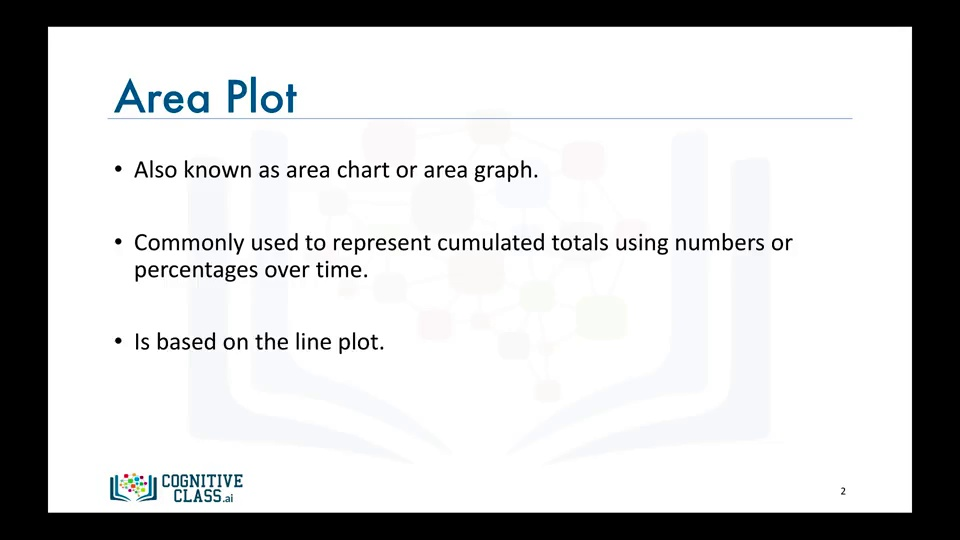 Area Plot
• Also known as area chart or area graph.
• Commonly used to represent cumulated totals using numbers or
percentages over time.
• Is based on the line plot.
COGNITIVE
CLASS.ai
2